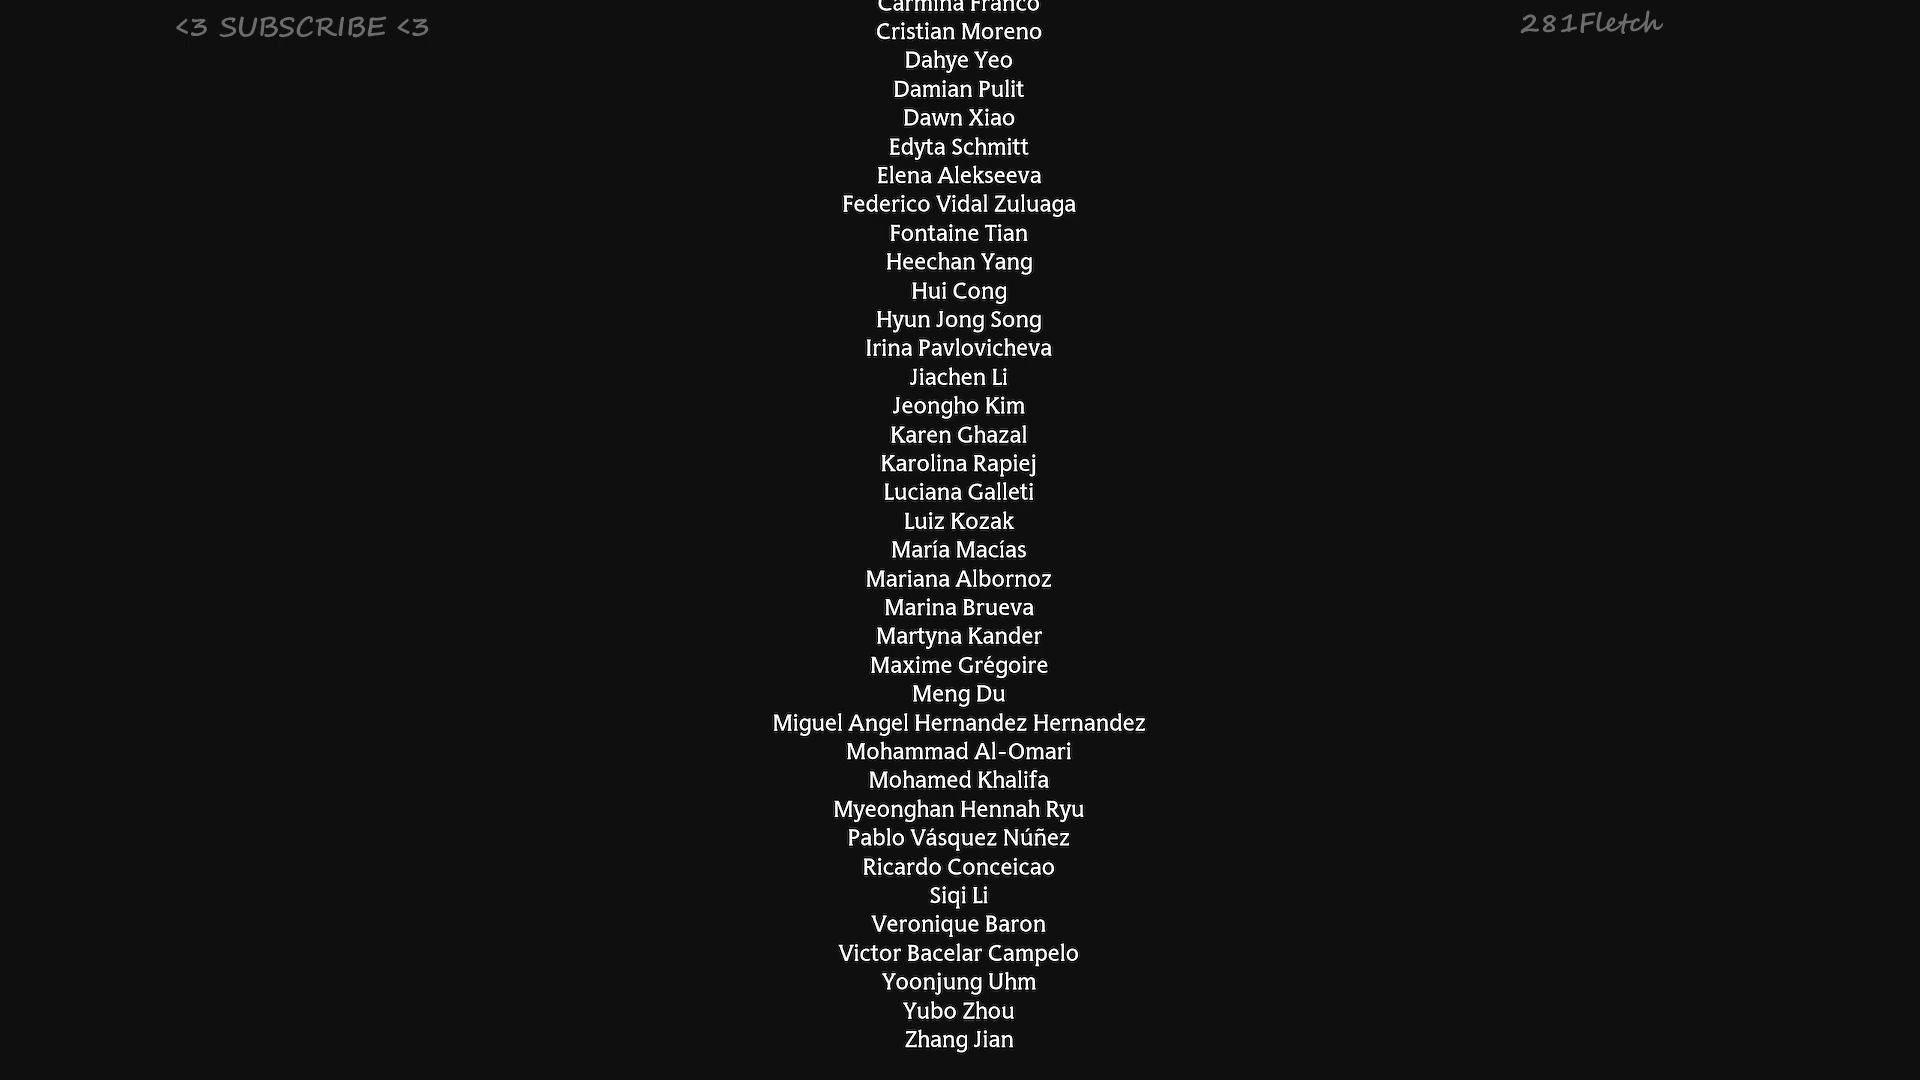 Carmina Franco
<3 SUBSCRIBE <3
281Fletch
Cristian Moreno
Dahye Yeo
Damian Pulit
Dawn Xiao
Edyta Schmitt
Elena Alekseeva
Federico Vidal Zuluaga
Fontaine Tian
Heechan Yang
Hui Cong
Hyun Jong Song
Irina Pavlovicheva
Jiachen Li
Jeongho Kim
Karen Ghazal
Karolina Rapiej
Luciana Galleti
Luiz Kozak
María Macías
Mariana Albornoz
Marina Brueva
Martyna Kander
Maxime Grégoire
Meng Du
Miguel Angel Hernandez Hernandez
Mohammad Al-Omari
Mohamed Khalifa
Myeonghan Hennah Ryu
Pablo Vásquez Núñez
Ricardo Conceicao
Siqi Li
Veronique Baron
Victor Bacelar Campelo
Yoonjung Uhm
Yubo Zhou
Zhang Jian